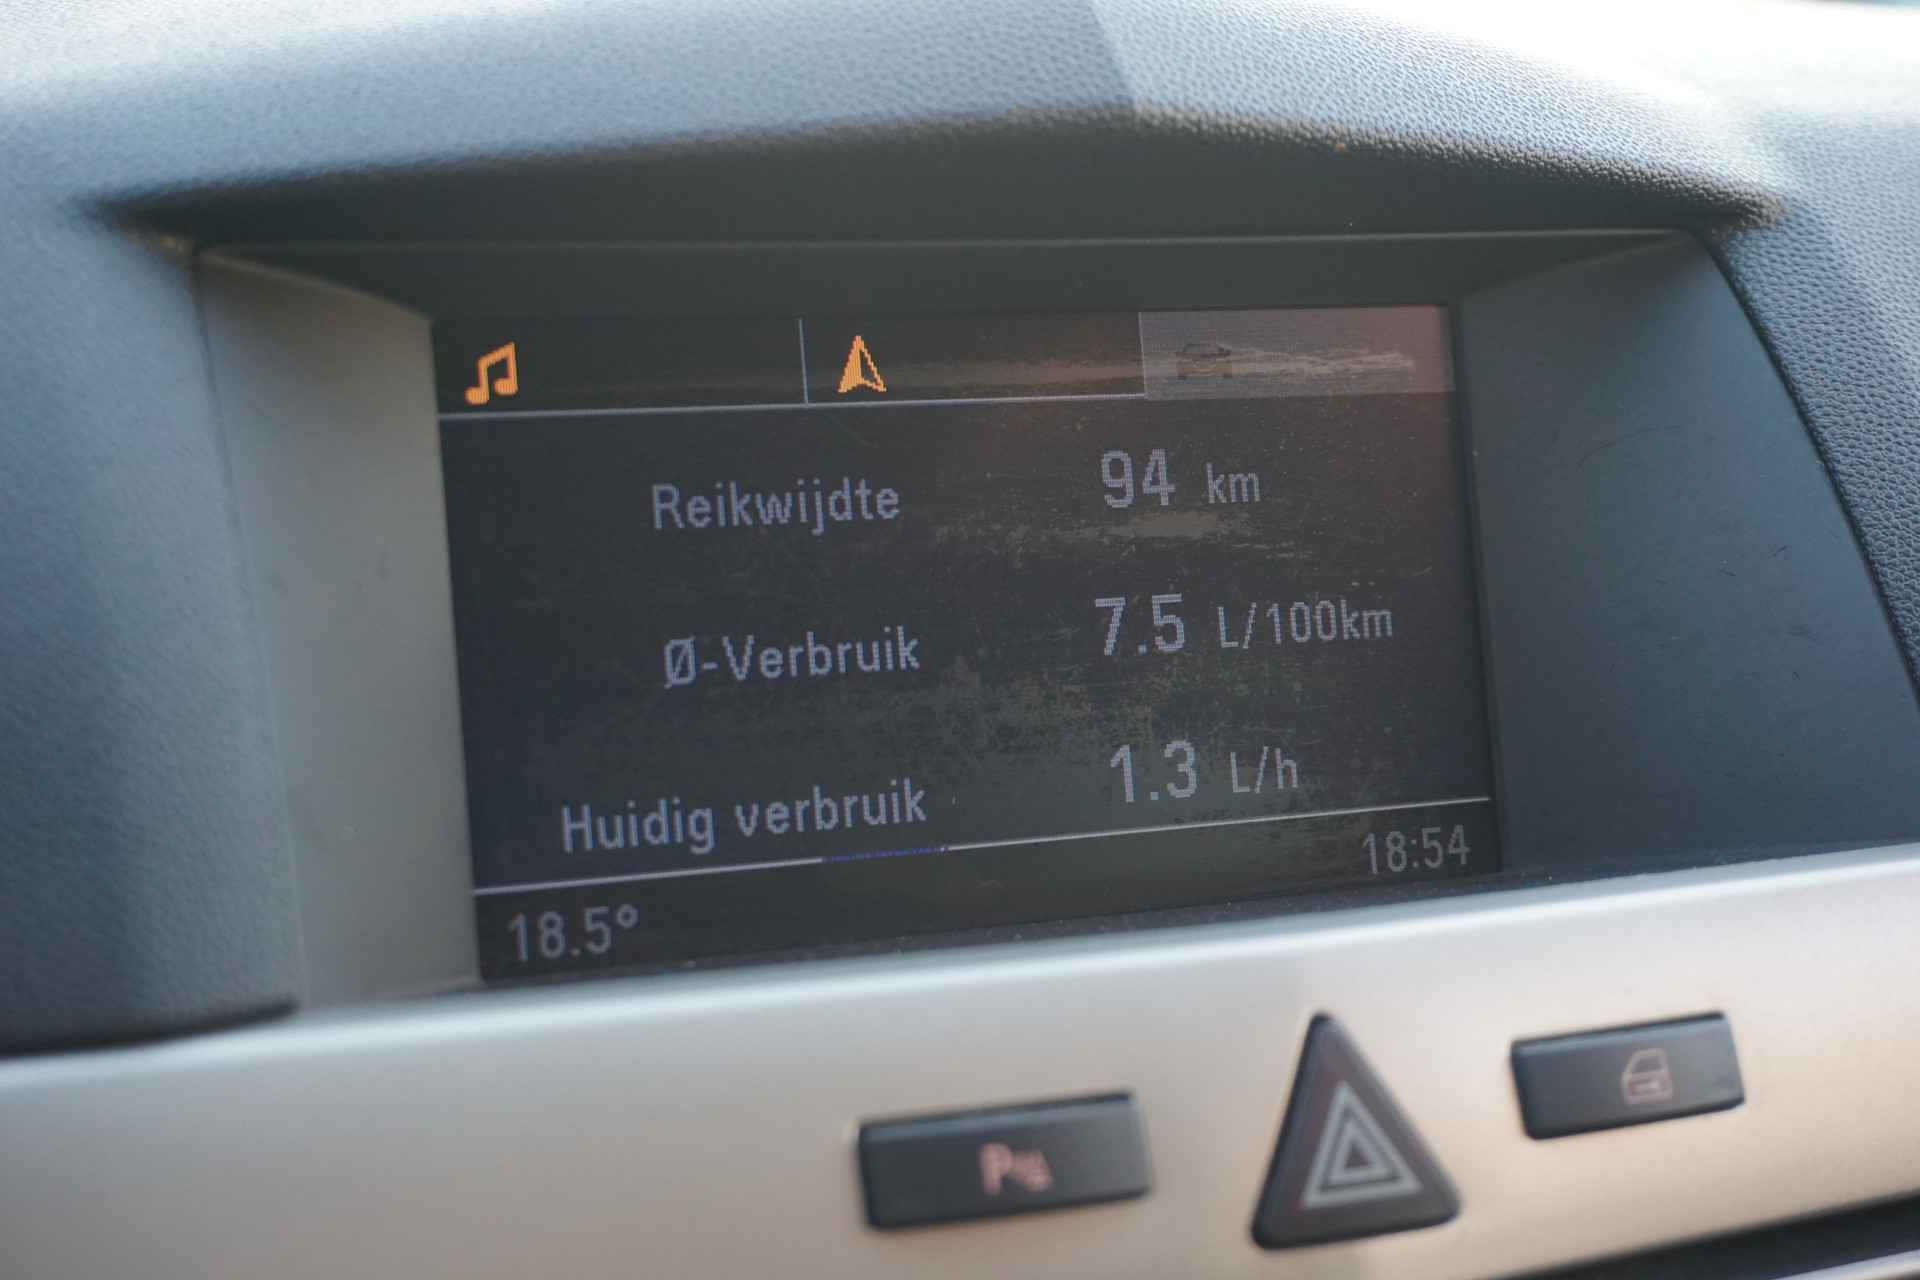 Reikwijdte 94 km
Ø-Verbruik 7.5 L/100km
Huidig verbruik 1.3 L/h
18.5° 18:54
P